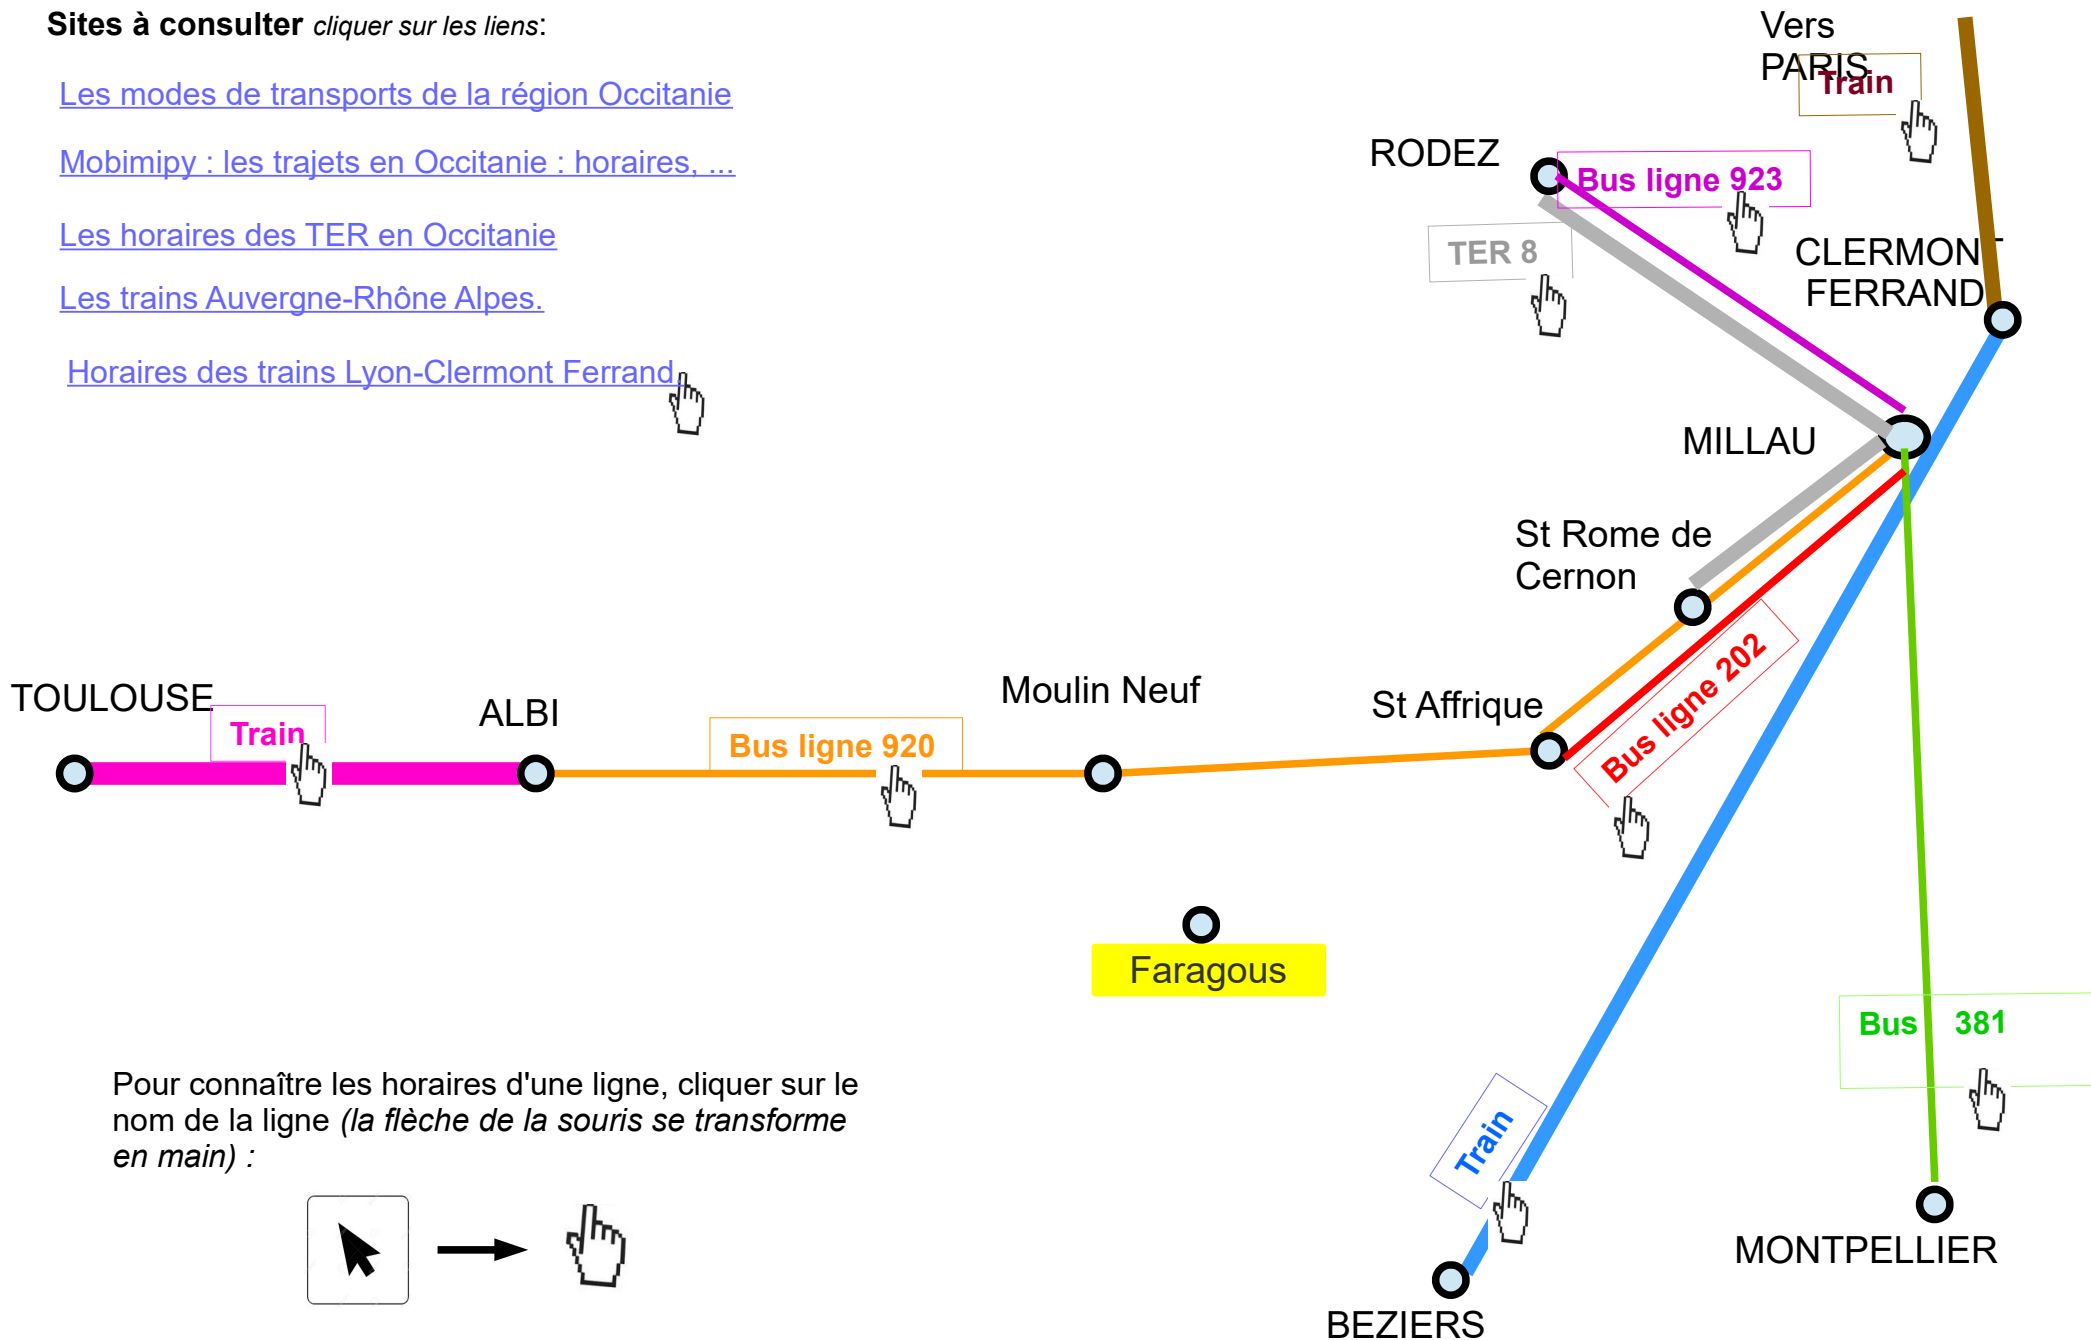 Sites à consulter cliquer sur les liens:
Les modes de transports de la région Occitanie
Mobimipy : les trajets en Occitanie : horaires, ...
Les horaires des TER en Occitanie
Les trains Auvergne-Rhône Alpes.
Horaires des trains Lyon-Clermont Ferrand.
Vers
PARIS
Train
RODEZ
Bus ligne 923
TER 8
CLERMONT
FERRAND
MILLAU
St Rome de
Cernon
Bus ligne 202
TOULOUSE
Train
ALBI
Bus ligne 920
Moulin Neuf
St Affrique
Faragous
Bus 381
Pour connaître les horaires d'une ligne, cliquer sur le
nom de la ligne (la flèche de la souris se transforme
en main) :
Train
MONTPELLIER
BEZIERS